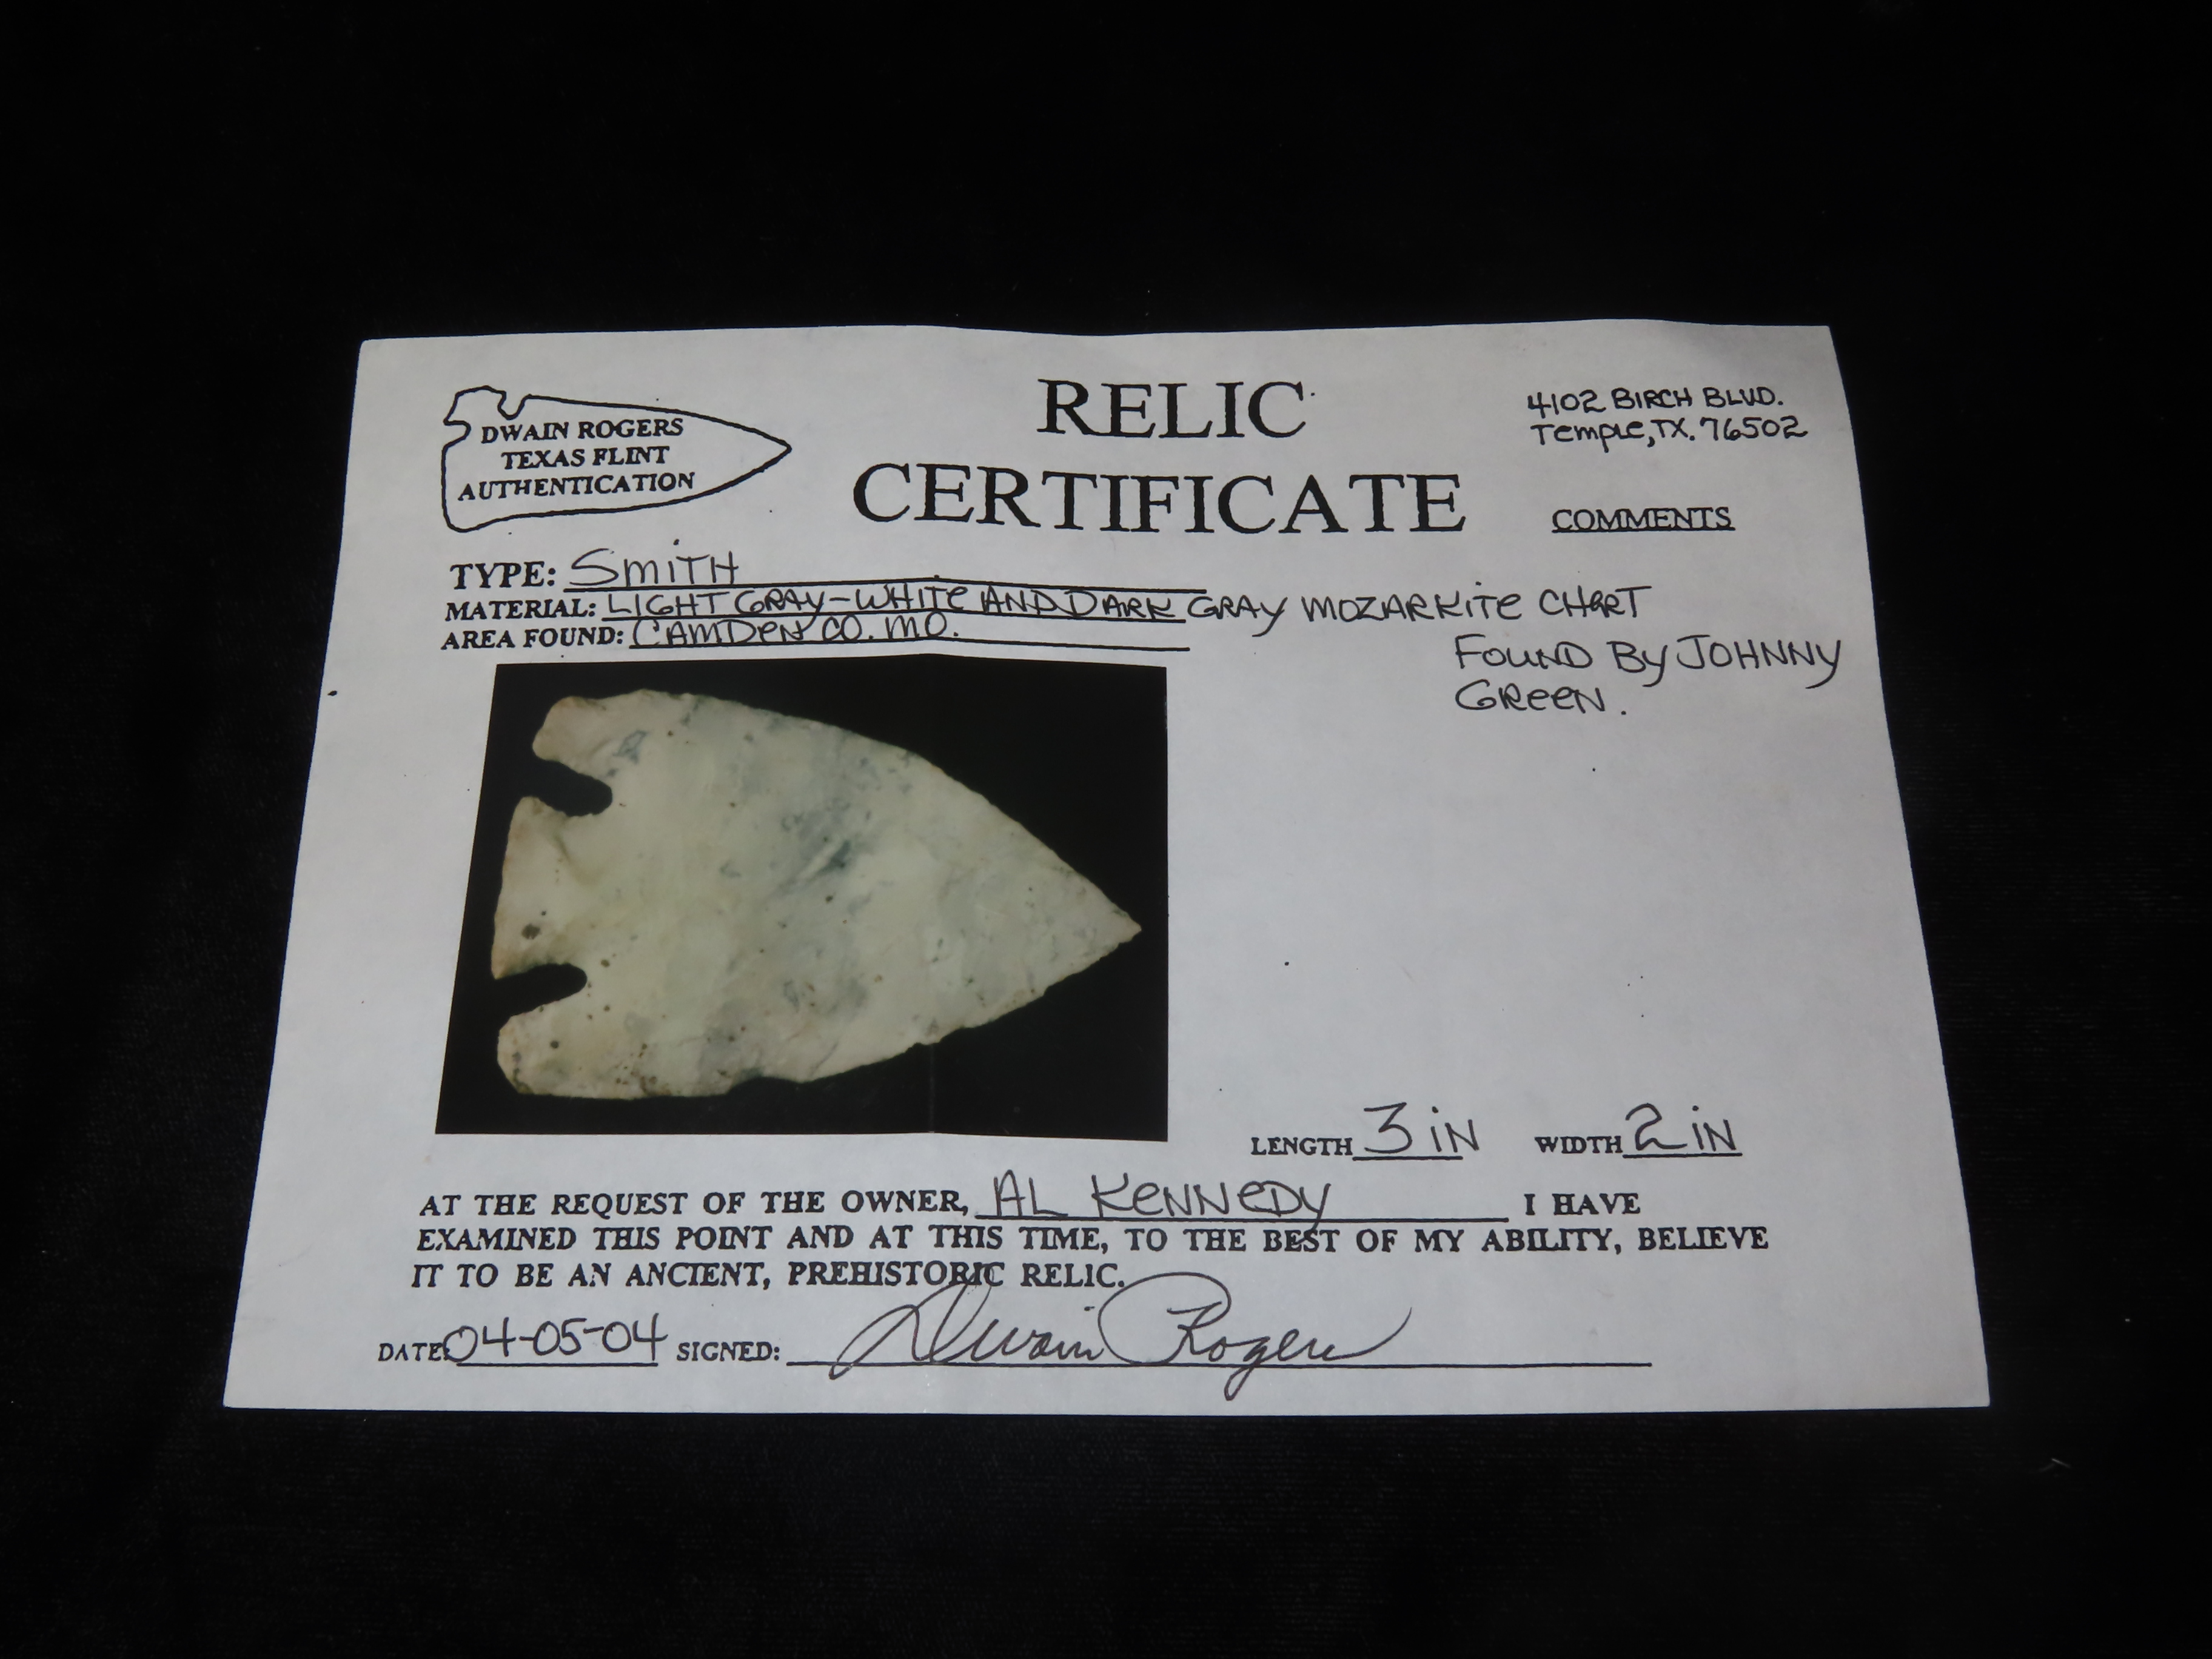 DWAIN ROGERS
TEXAS FLINT
AUTHENTICATION
RELIC
CERTIFICATE
4102 BIRCH BLVD.
Temple, TX. 76502
COMMENTS
TYPE: SmiTH
MATERIAL: LIGHT GRAY-WHITe AND DARK GRAY MOZARKiTe CHeRT
AREA FOUND: CAMDeN CO. MO.
FOUND By JOHNNY
GReeN.
LENGTH 3 iN WIDTH 2 iN
AT THE REQUEST OF THE OWNER, AL KeNNeDy I HAVE
EXAMINED THIS POINT AND AT THIS TIME, TO THE BEST OF MY ABILITY, BELIEVE
IT TO BE AN ANCIENT, PREHISTORIC RELIC.
DATE: 04-05-04 SIGNED: Dwain Rogers